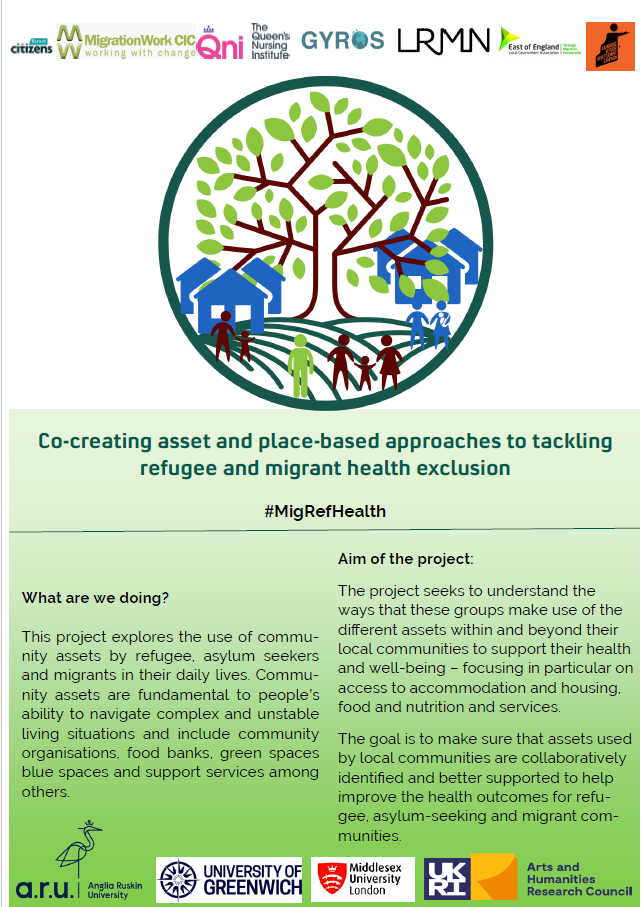 Barnet
citizens
MigrationWork CIC
working with change
Qni
The
Queen's
Nursing
Institute
GYROS
LRMN
East of England
Local Government Association
Strategic
Migration
Partnership
Co-creating asset and place-based approaches to tackling
refugee and migrant health exclusion
#MigRefHealth
What are we doing?
This project explores the use of commu-
nity assets by refugee, asylum seekers
and migrants in their daily lives. Commu-
nity assets are fundamental to people's
ability to navigate complex and unstable
living situations and include community
organisations, food banks, green spaces
blue spaces and support services among
others.
Aim of the project:
The project seeks to understand the
ways that these groups make use of the
different assets within and beyond their
local communities to support their health
and well-being – focusing in particular on
access to accommodation and housing,
food and nutrition and services.
The goal is to make sure that assets used
by local communities are collaboratively
identified and better supported to help
improve the health outcomes for refu-
gee, asylum-seeking and migrant com-
munities.
a.r.u.
Anglia Ruskin
University
UNIVERSITY OF
GREENWICH
Middlesex
University
London
UK
RI
Arts and
Humanities
Research Council